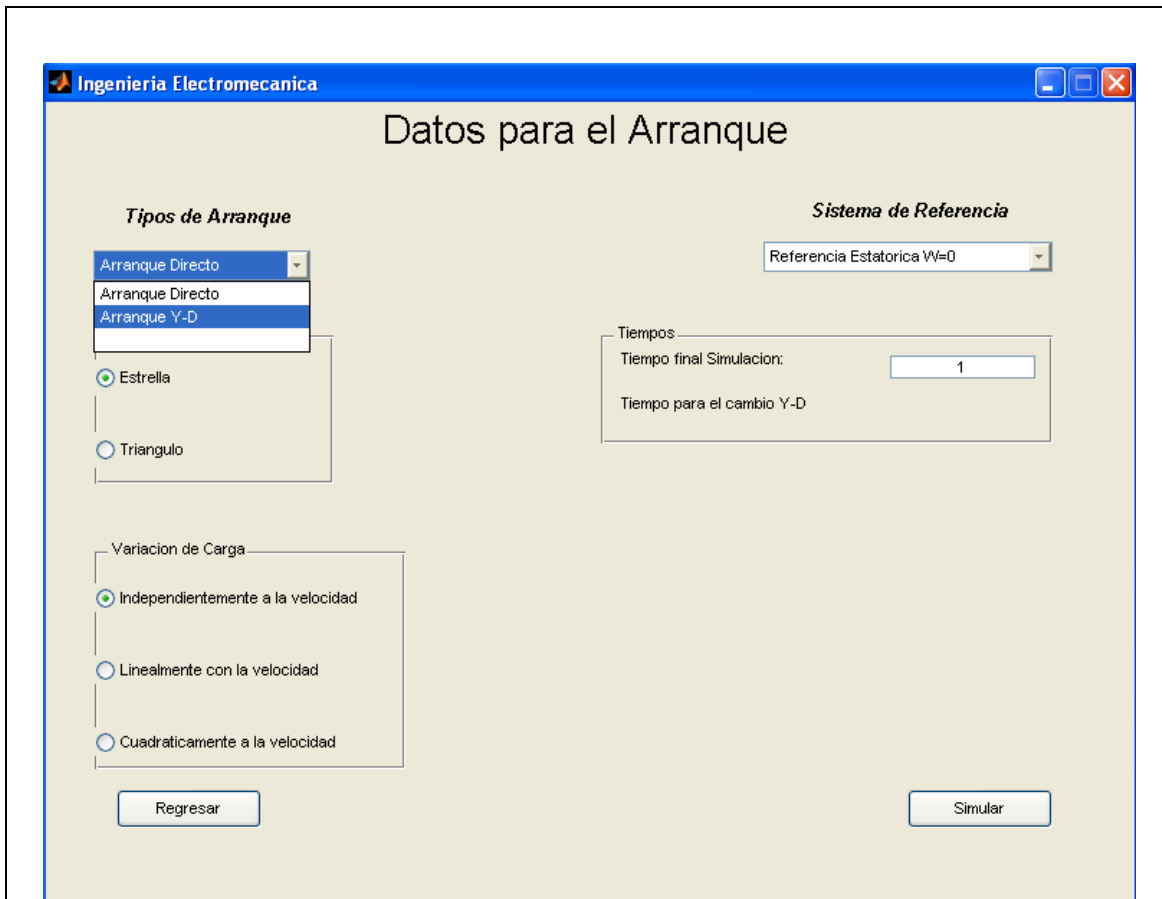 Ingenieria Electromecanica
Datos para el Arranque
Tipos de Arranque
Sistema de Referencia
Arranque Directo
Referencia Estatorica W=0
Arranque Directo
Arranque Y-D
Tiempos
Tiempo final Simulacion:
1
Tiempo para el cambio Y-D
Estrella
Triangulo
Variacion de Carga
Independientemente a la velocidad
Linealmente con la velocidad
Cuadraticamente a la velocidad
Regresar
Simular